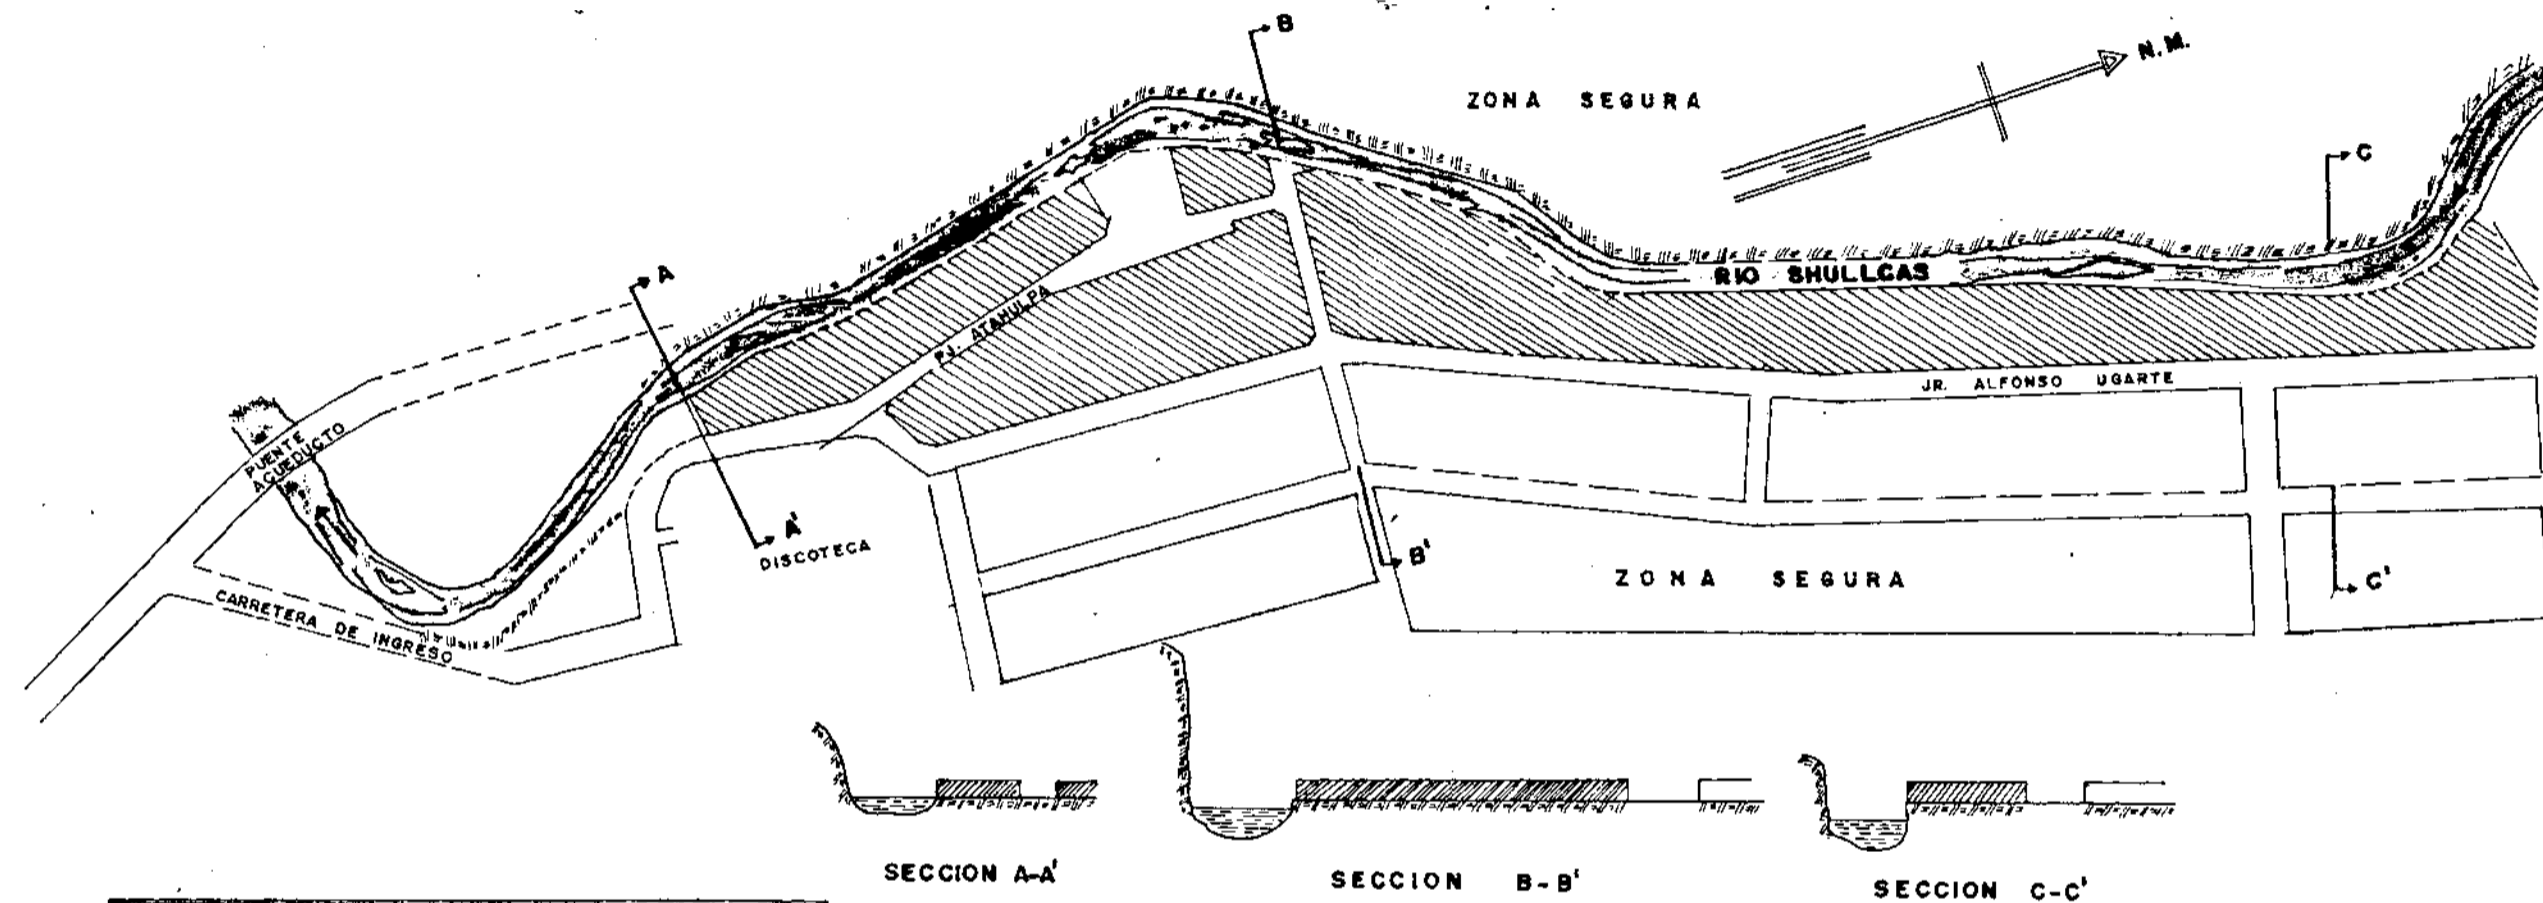 B
N.M.
ZONA SEGURA
C
RIO SHULLCAS
A
PJ. ATAHULPA
JR. ALFONSO UGARTE
PUENTE
ACUEDUCTO
A'
DISCOTECA
B'
ZONA SEGURA
C'
CARRETERA DE INGRESO
SECCION A-A'
SECCION B-B'
SECCION C-C'